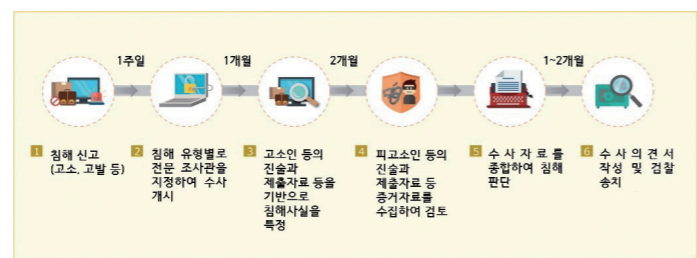 1주일
1개월
2개월
1~2개월
1 침해 신고
(고소, 고발 등)
2 침해 유형별로
전문 조사관을
지정하여 수사
개시
3 고소인 등의
진술과
제출자료 등을
기반으로
침해사실을
특정
4 피고소인 등의
진술과
제출자료 등
증거자료를
수집하여 검토
5 수사자료를
종합하여 침해
판단
6 수사의견서
작성 및 검찰
송치